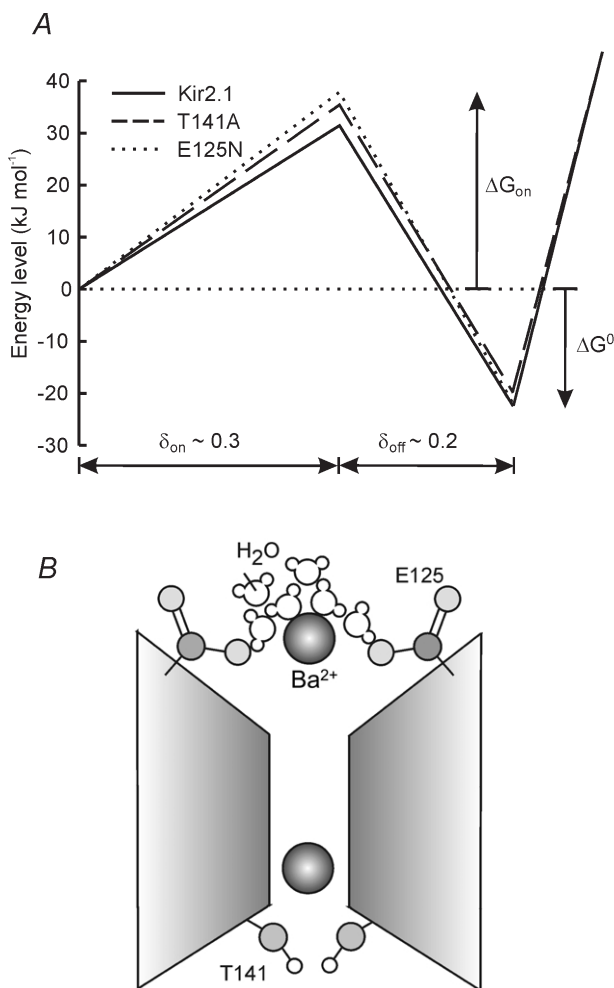 A
Energy level (kJ mol⁻¹)
40
30
20
10
0
-10
-20
-30
Kir2.1
T141A
E125N
ΔGon
ΔG⁰
δon ~ 0.3
δoff ~ 0.2
B
H₂O
E125
Ba²⁺
T141